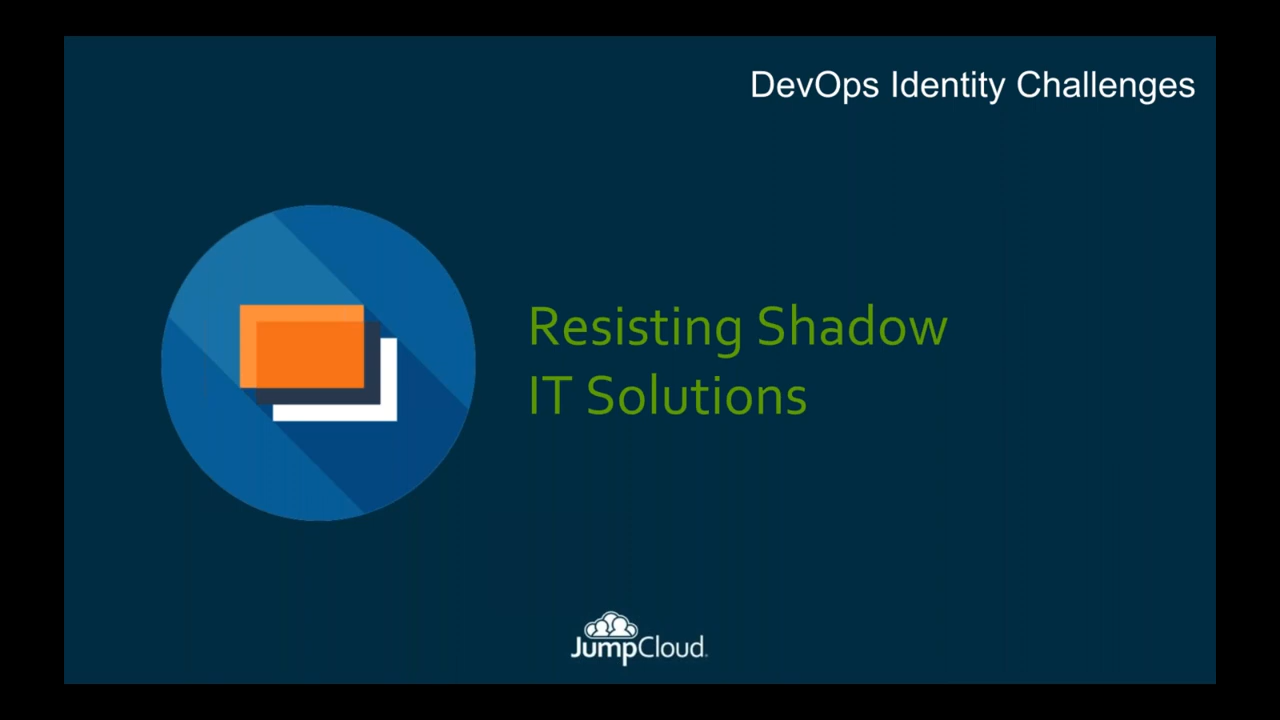 DevOps Identity Challenges
Resisting Shadow
IT Solutions
JumpCloud.